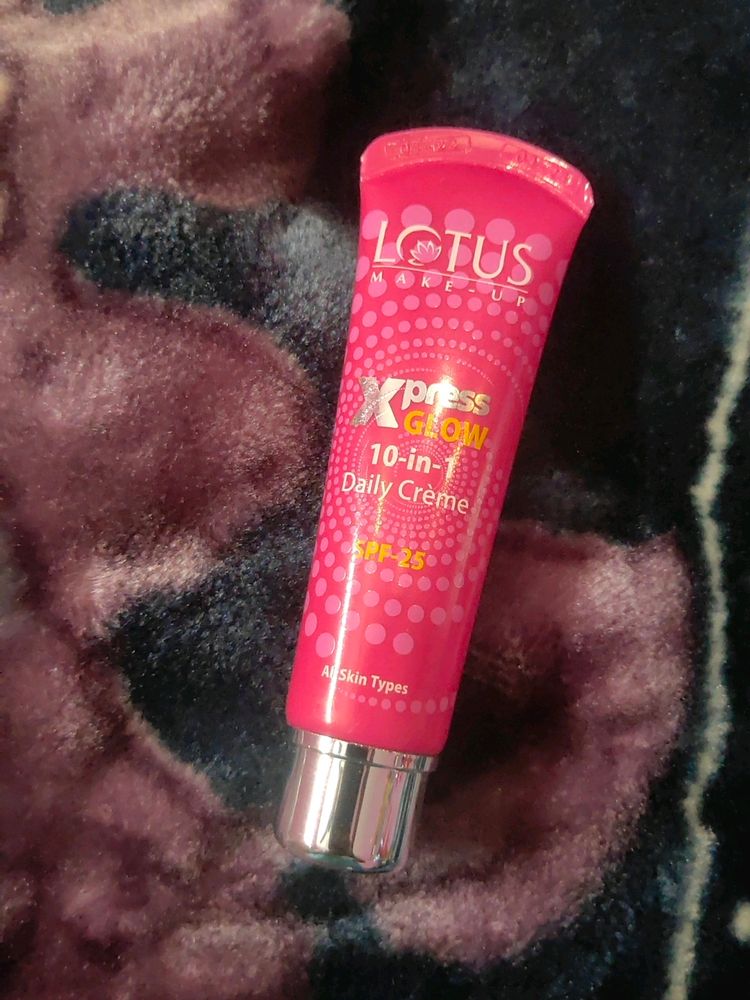 LOTUS
MAKE-UP
Xpress
GLOW
10-in-1
Daily Crème
SPF-25
All Skin Types